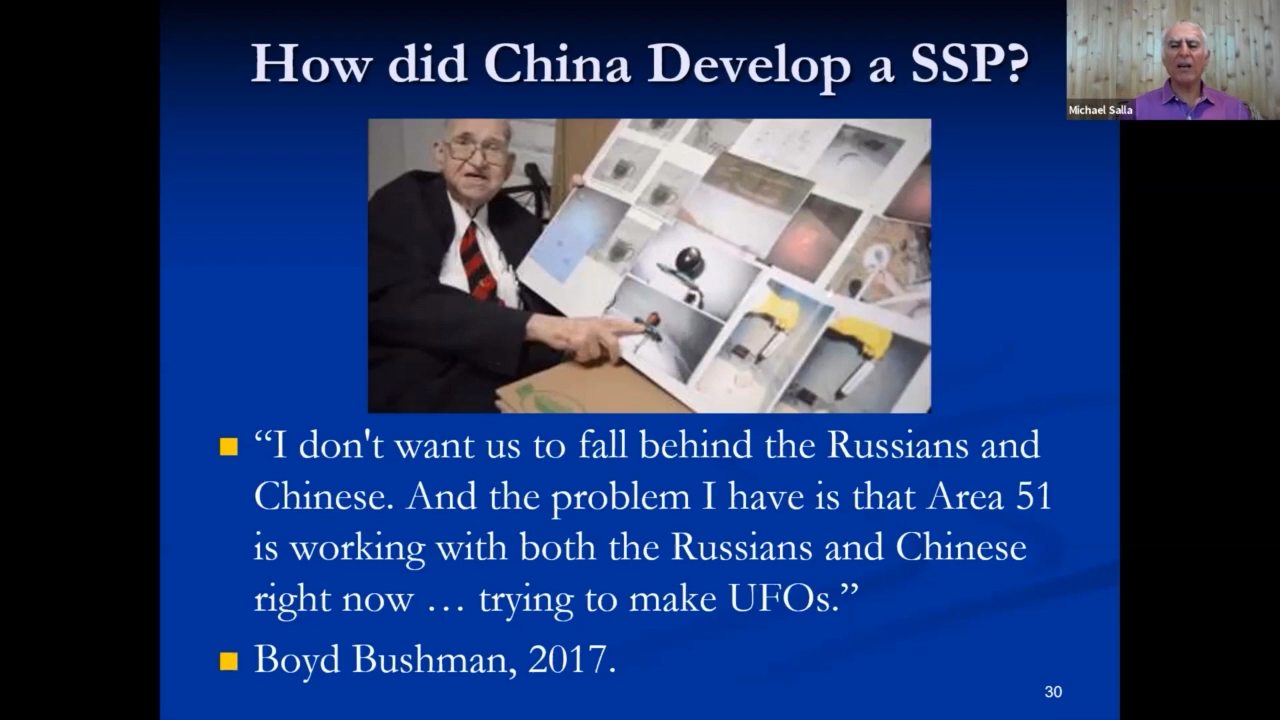 How did China Develop a SSP?
Michael Salla
“I don't want us to fall behind the Russians and
Chinese. And the problem I have is that Area 51
is working with both the Russians and Chinese
right now … trying to make UFOs.”
Boyd Bushman, 2017.
30